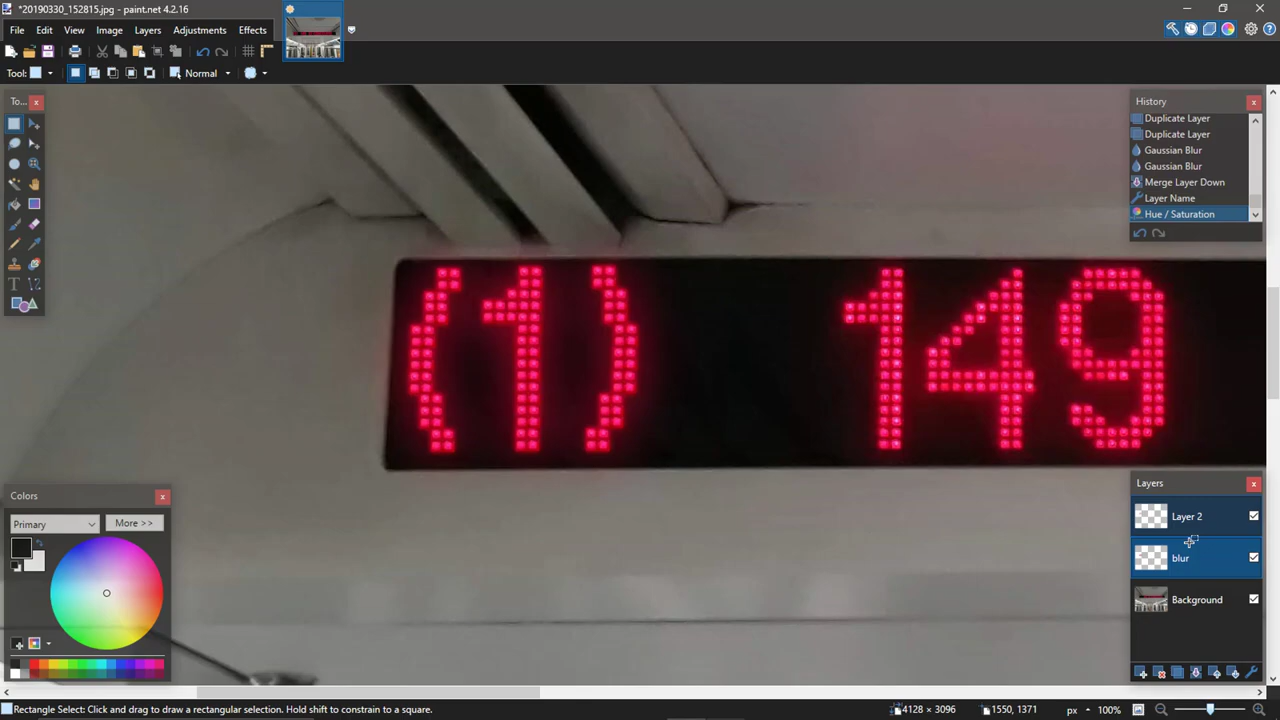 *20190330_152815.jpg - paint.net 4.2.16
File Edit View Image Layers Adjustments Effects
Tool: Normal
To...
History
Duplicate Layer
Duplicate Layer
Gaussian Blur
Gaussian Blur
Merge Layer Down
Layer Name
Hue / Saturation
(1) 149
Layers
Layer 2
blur
Background
Colors
Primary More >>
Rectangle Select: Click and drag to draw a rectangular selection. Hold shift to constrain to a square. 4128 × 3096 1550, 1371 px 100%